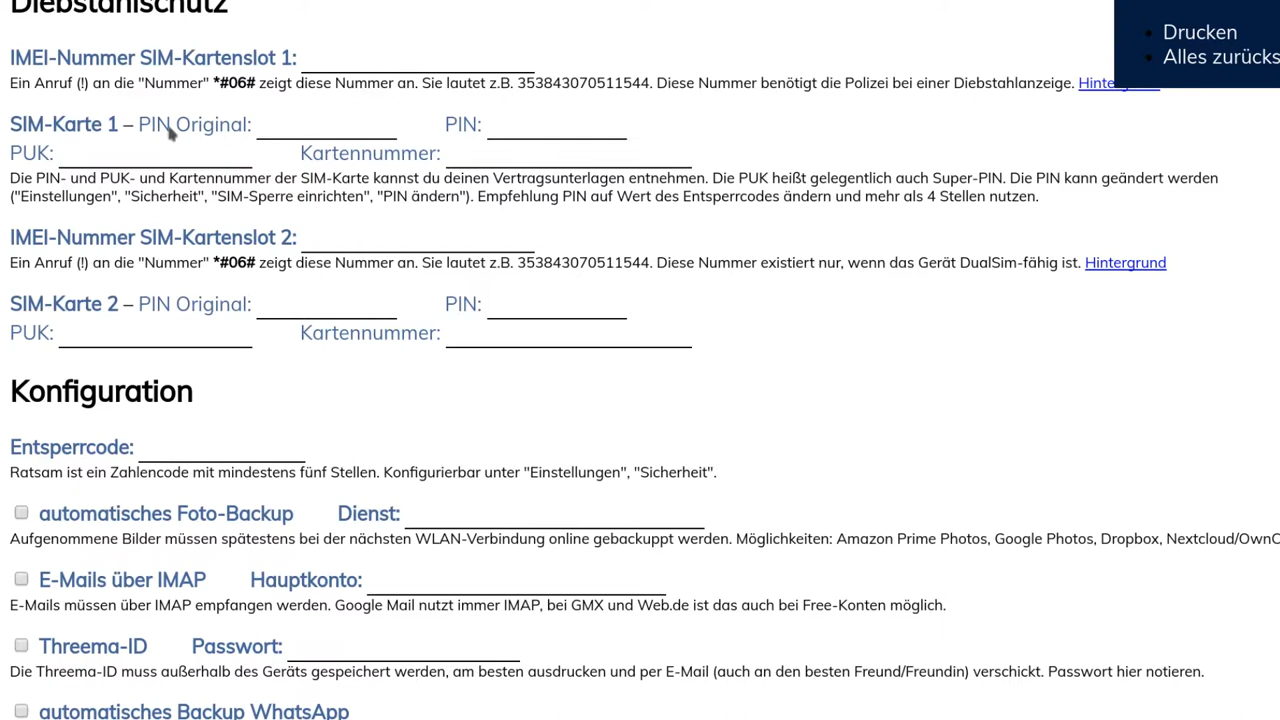 Diebstahlschutz
Drucken
Alles zurücks
IMEI-Nummer SIM-Kartenslot 1:
Ein Anruf (!) an die "Nummer" *#06# zeigt diese Nummer an. Sie lautet z.B. 353843070511544. Diese Nummer benötigt die Polizei bei einer Diebstahlanzeige.
SIM-Karte 1 – PIN Original: PIN:
PUK: Kartennummer:
Die PIN- und PUK- und Kartennummer der SIM-Karte kannst du deinen Vertragsunterlagen entnehmen. Die PUK heißt gelegentlich auch Super-PIN. Die PIN kann geändert werden
("Einstellungen", "Sicherheit", "SIM-Sperre einrichten", "PIN ändern"). Empfehlung PIN auf Wert des Entsperrcodes ändern und mehr als 4 Stellen nutzen.
IMEI-Nummer SIM-Kartenslot 2:
Ein Anruf (!) an die "Nummer" *#06# zeigt diese Nummer an. Sie lautet z.B. 353843070511544. Diese Nummer existiert nur, wenn das Gerät DualSim-fähig ist. Hintergrund
SIM-Karte 2 – PIN Original: PIN:
PUK: Kartennummer:
Konfiguration
Entsperrcode:
Ratsam ist ein Zahlencode mit mindestens fünf Stellen. Konfigurierbar unter "Einstellungen", "Sicherheit".
automatisches Foto-Backup Dienst:
Aufgenommene Bilder müssen spätestens bei der nächsten WLAN-Verbindung online gebackuppt werden. Möglichkeiten: Amazon Prime Photos, Google Photos, Dropbox, Nextcloud/OwnC
E-Mails über IMAP Hauptkonto:
E-Mails müssen über IMAP empfangen werden. Google Mail nutzt immer IMAP, bei GMX und Web.de ist das auch bei Free-Konten möglich.
Threema-ID Passwort:
Die Threema-ID muss außerhalb des Geräts gespeichert werden, am besten ausdrucken und per E-Mail (auch an den besten Freund/Freundin) verschickt. Passwort hier notieren.
automatisches Backup WhatsApp